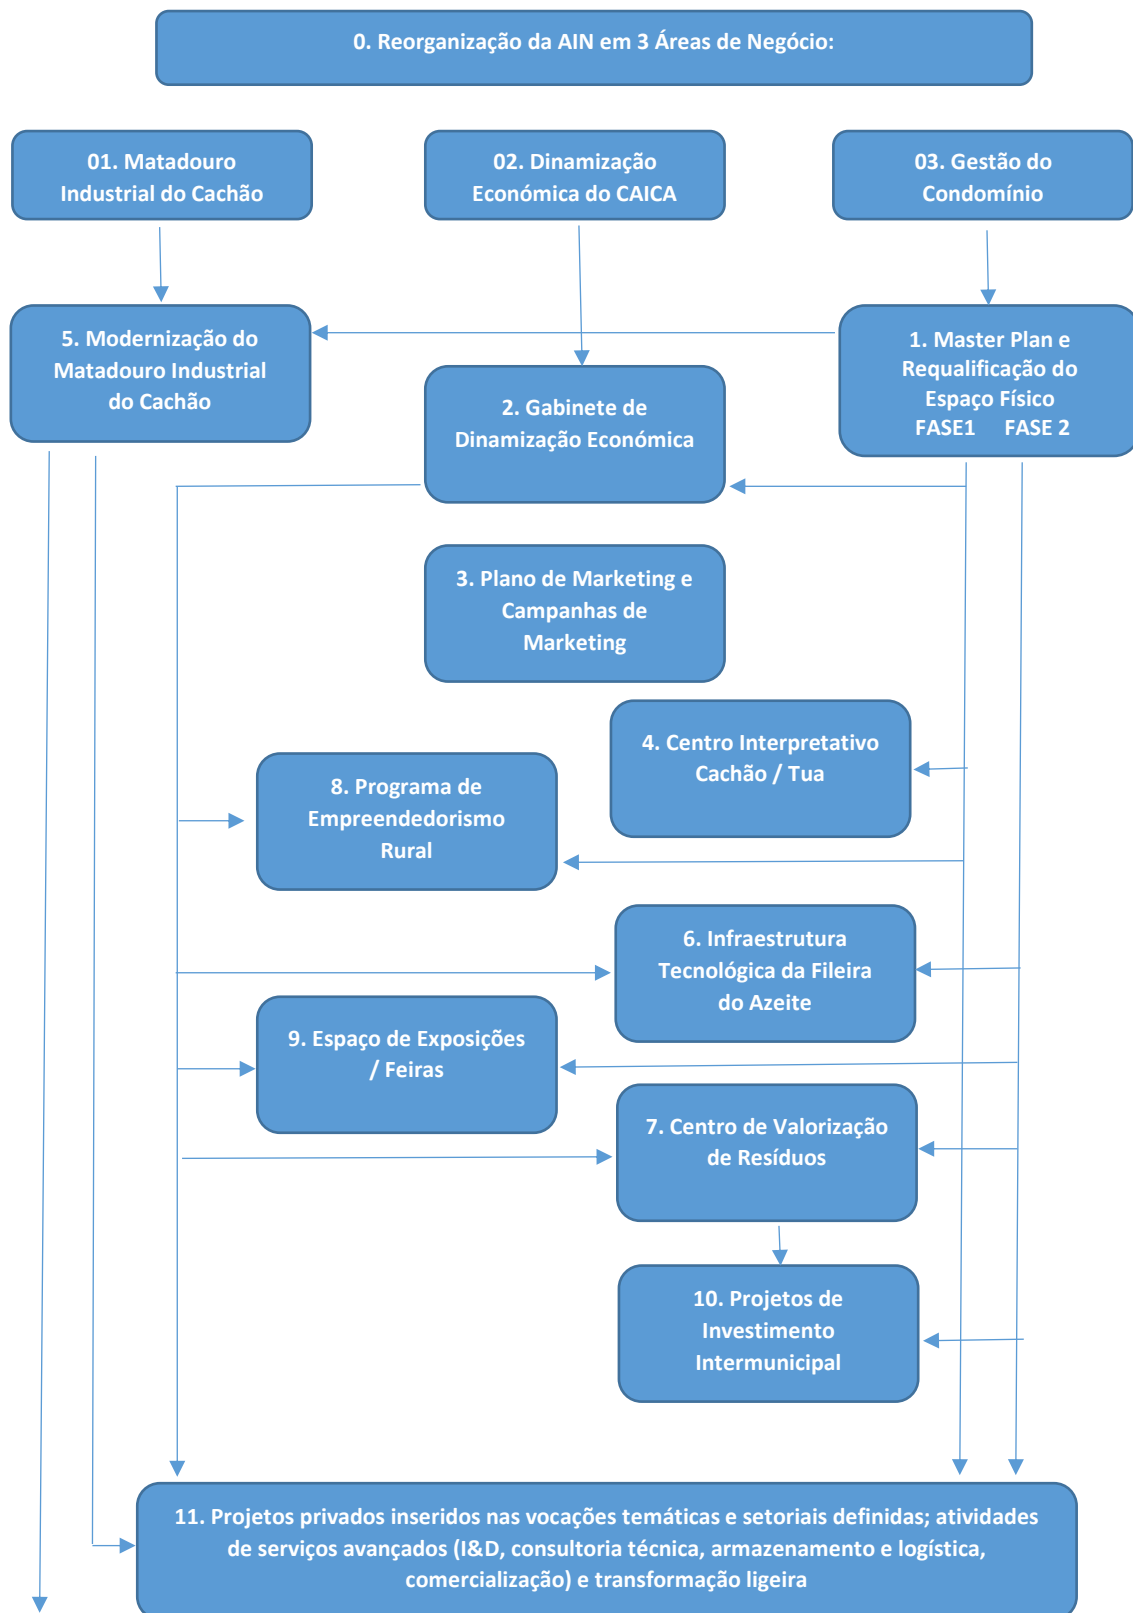 0. Reorganização da AIN em 3 Áreas de Negócio:
01. Matadouro
Industrial do Cachão
02. Dinamização
Económica do CAICA
03. Gestão do
Condomínio
5. Modernização do
Matadouro Industrial
do Cachão
1. Master Plan e
Requalificação do
Espaço Físico
FASE1 FASE 2
2. Gabinete de
Dinamização Económica
3. Plano de Marketing e
Campanhas de
Marketing
4. Centro Interpretativo
Cachão / Tua
8. Programa de
Empreendedorismo
Rural
6. Infraestrutura
Tecnológica da Fileira
do Azeite
9. Espaço de Exposições
/ Feiras
7. Centro de Valorização
de Resíduos
10. Projetos de
Investimento
Intermunicipal
11. Projetos privados inseridos nas vocações temáticas e setoriais definidas; atividades
de serviços avançados (I&D, consultoria técnica, armazenamento e logística,
comercialização) e transformação ligeira